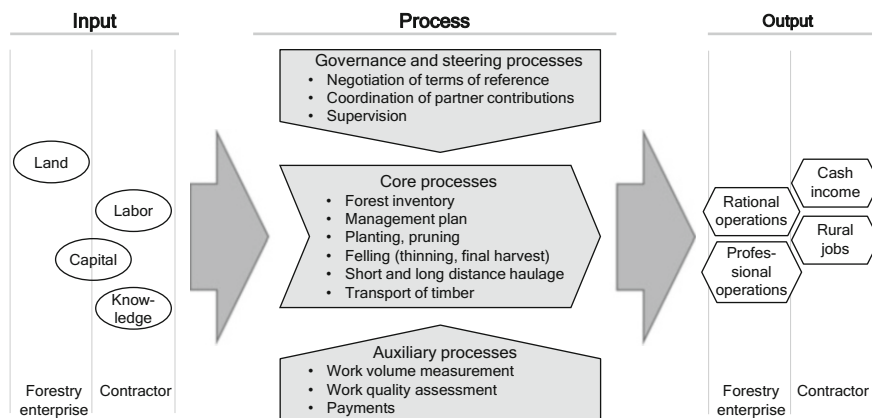 Input
Process
Output
Governance and steering processes
• Negotiation of terms of reference
• Coordination of partner contributions
• Supervision
Land
Labor
Capital
Know-
ledge
Forestry
enterprise
Contractor
Core processes
• Forest inventory
• Management plan
• Planting, pruning
• Felling (thinning, final harvest)
• Short and long distance haulage
• Transport of timber
Auxiliary processes
• Work volume measurement
• Work quality assessment
• Payments
Cash
income
Rational
operations
Rural
jobs
Profes-
sional
operations
Forestry
enterprise
Contractor